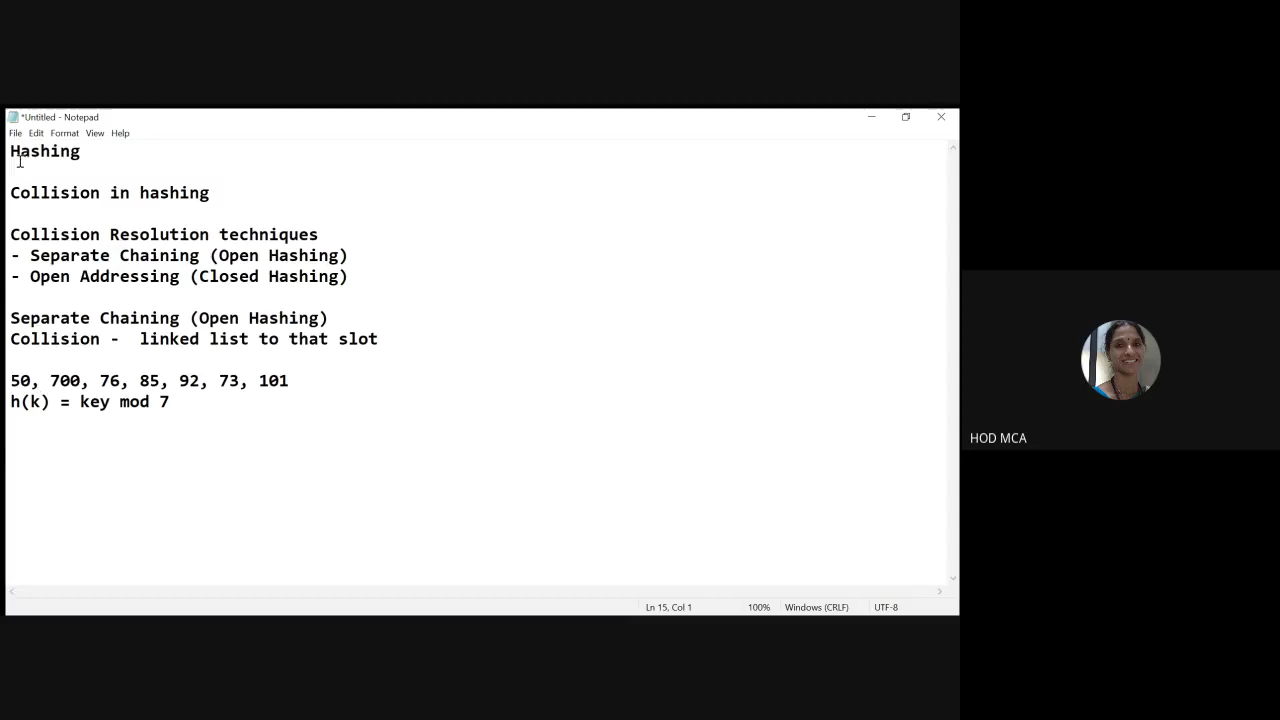 *Untitled - Notepad
File Edit Format View Help
Hashing
Collision in hashing
Collision Resolution techniques
- Separate Chaining (Open Hashing)
- Open Addressing (Closed Hashing)
Separate Chaining (Open Hashing)
Collision -  linked list to that slot
50, 700, 76, 85, 92, 73, 101
h(k) = key mod 7
Ln 15, Col 1 100% Windows (CRLF) UTF-8
HOD MCA